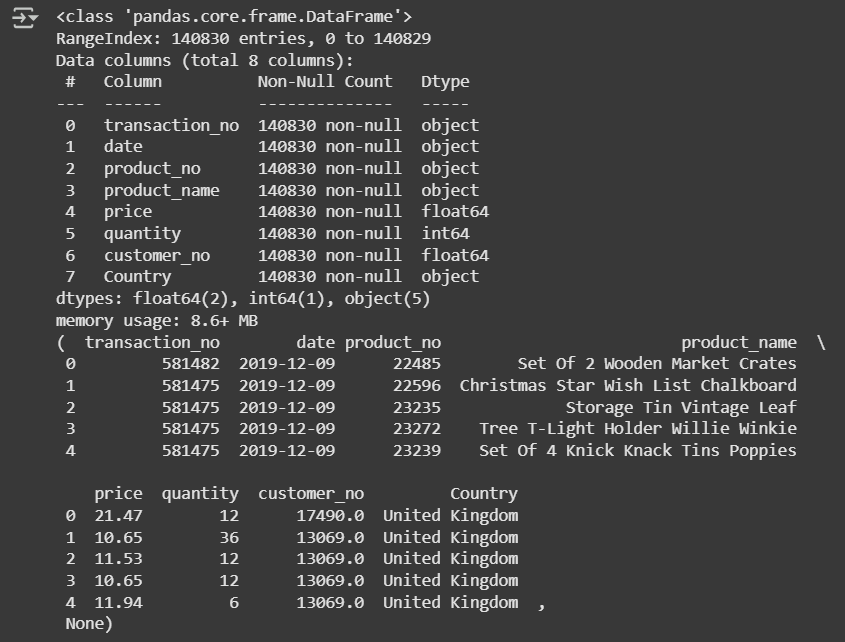 <class 'pandas.core.frame.DataFrame'>
RangeIndex: 140830 entries, 0 to 140829
Data columns (total 8 columns):
 #   Column          Non-Null Count   Dtype
---  ------          --------------   -----
 0   transaction_no  140830 non-null  object
 1   date            140830 non-null  object
 2   product_no      140830 non-null  object
 3   product_name    140830 non-null  object
 4   price           140830 non-null  float64
 5   quantity        140830 non-null  int64
 6   customer_no     140830 non-null  float64
 7   Country         140830 non-null  object
dtypes: float64(2), int64(1), object(5)
memory usage: 8.6+ MB
(  transaction_no        date product_no                         product_name  \
 0         581482  2019-12-09      22485          Set Of 2 Wooden Market Crates
 1         581475  2019-12-09      22596  Christmas Star Wish List Chalkboard
 2         581475  2019-12-09      23235             Storage Tin Vintage Leaf
 3         581475  2019-12-09      23272    Tree T-Light Holder Willie Winkie
 4         581475  2019-12-09      23239    Set Of 4 Knick Knack Tins Poppies
    price  quantity  customer_no         Country
 0  21.47        12      17490.0  United Kingdom
 1  10.65        36      13069.0  United Kingdom
 2  11.53        12      13069.0  United Kingdom
 3  10.65        12      13069.0  United Kingdom
 4  11.94         6      13069.0  United Kingdom  ,
 None)